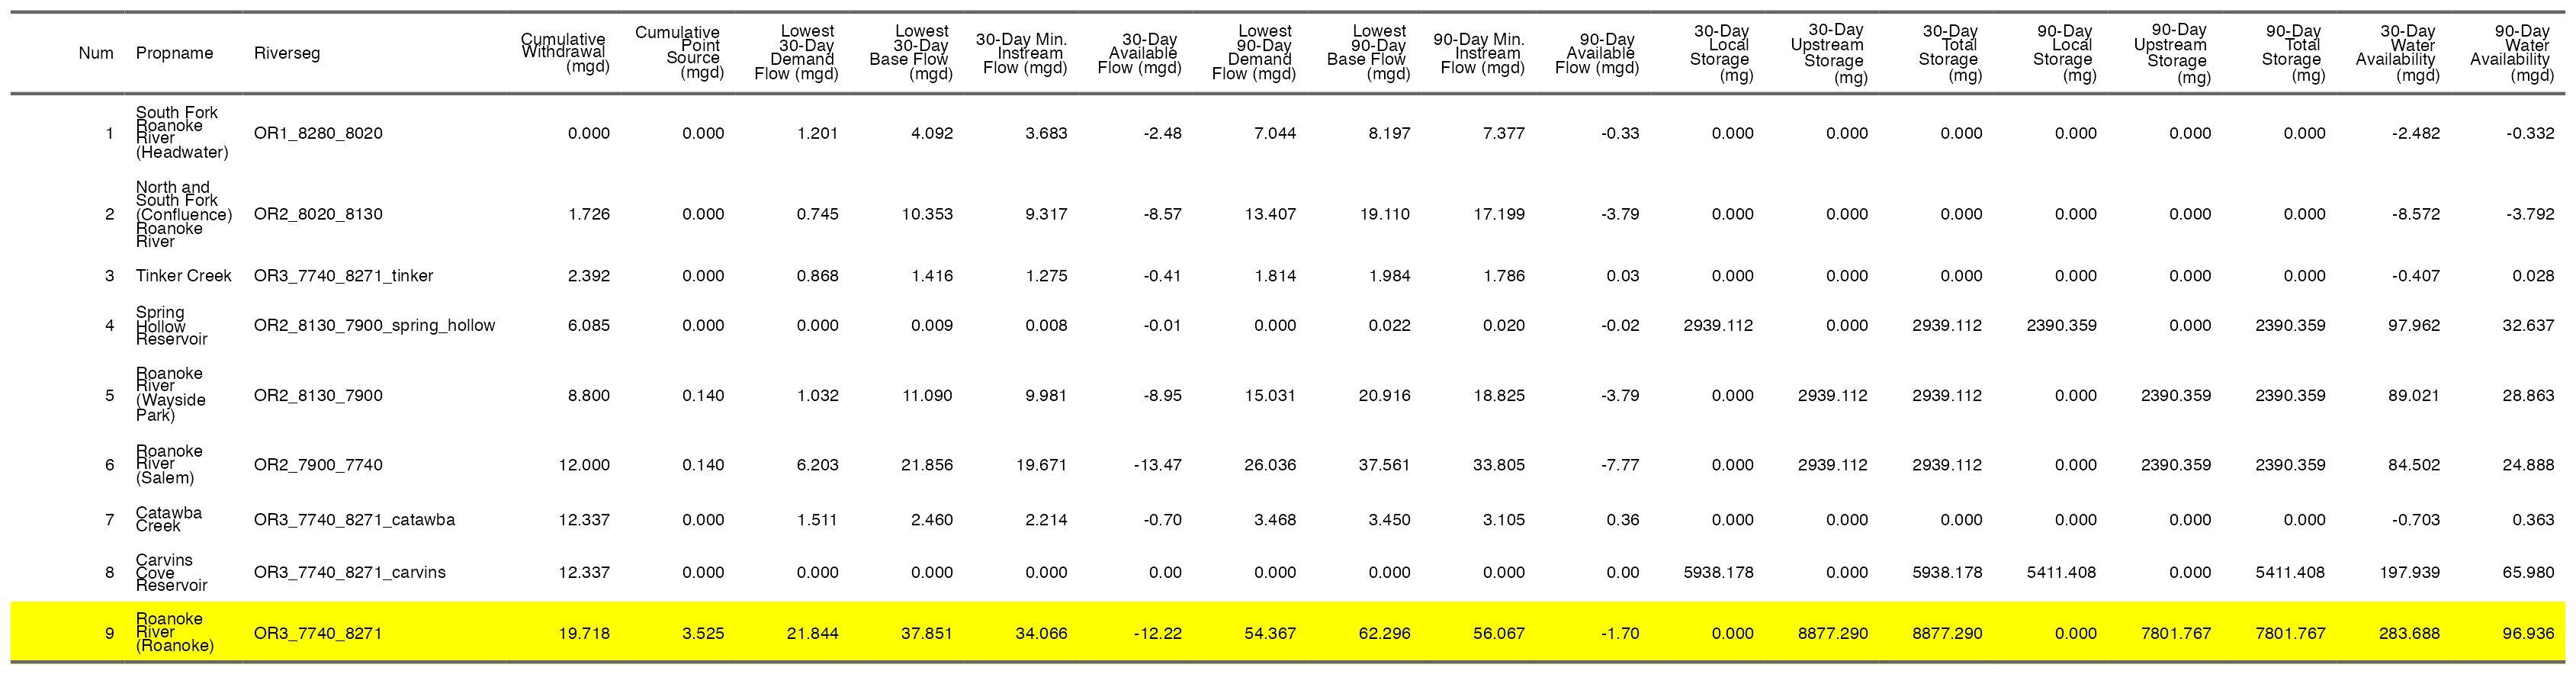 Num Propname Riverseg Cumulative Withdrawal (mgd) Cumulative Point Source (mgd) Lowest 30-Day Demand Flow (mgd) Lowest 30-Day Base Flow (mgd) 30-Day Min. Instream Flow (mgd) 30-Day Available Flow (mgd) Lowest 90-Day Demand Flow (mgd) Lowest 90-Day Base Flow (mgd) 90-Day Min. Instream Flow (mgd) 90-Day Available Flow (mgd) 30-Day Local Storage (mg) 30-Day Upstream Storage (mg) 30-Day Total Storage (mg) 90-Day Local Storage (mg) 90-Day Upstream Storage (mg) 90-Day Total Storage (mg) 30-Day Water Availability (mgd) 90-Day Water Availability (mgd)
1 South Fork Roanoke River (Headwater) OR1_8280_8020 0.000 0.000 1.201 4.092 3.683 -2.48 7.044 8.197 7.377 -0.33 0.000 0.000 0.000 0.000 0.000 0.000 -2.482 -0.332
2 North and South Fork (Confluence) Roanoke River OR2_8020_8130 1.726 0.000 0.745 10.353 9.317 -8.57 13.407 19.110 17.199 -3.79 0.000 0.000 0.000 0.000 0.000 0.000 -8.572 -3.792
3 Tinker Creek OR3_7740_8271_tinker 2.392 0.000 0.868 1.416 1.275 -0.41 1.814 1.984 1.786 0.03 0.000 0.000 0.000 0.000 0.000 0.000 -0.407 0.028
4 Spring Hollow Reservoir OR2_8130_7900_spring_hollow 6.085 0.000 0.000 0.009 0.008 -0.01 0.000 0.022 0.020 -0.02 2939.112 0.000 2939.112 2390.359 0.000 2390.359 97.962 32.637
5 Roanoke River (Wayside Park) OR2_8130_7900 8.800 0.140 1.032 11.090 9.981 -8.95 15.031 20.916 18.825 -3.79 0.000 2939.112 2939.112 0.000 2390.359 2390.359 89.021 28.863
6 Roanoke River (Salem) OR2_7900_7740 12.000 0.140 6.203 21.856 19.671 -13.47 26.036 37.561 33.805 -7.77 0.000 2939.112 2939.112 0.000 2390.359 2390.359 84.502 24.888
7 Catawba Creek OR3_7740_8271_catawba 12.337 0.000 1.511 2.460 2.214 -0.70 3.468 3.450 3.105 0.36 0.000 0.000 0.000 0.000 0.000 0.000 -0.703 0.363
8 Carvins Cove Reservoir OR3_7740_8271_carvins 12.337 0.000 0.000 0.000 0.000 0.00 0.000 0.000 0.000 0.00 5938.178 0.000 5938.178 5411.408 0.000 5411.408 197.939 65.980
9 Roanoke River (Roanoke) OR3_7740_8271 19.718 3.525 21.844 37.851 34.066 -12.22 54.367 62.296 56.067 -1.70 0.000 8877.290 8877.290 0.000 7801.767 7801.767 283.688 96.936